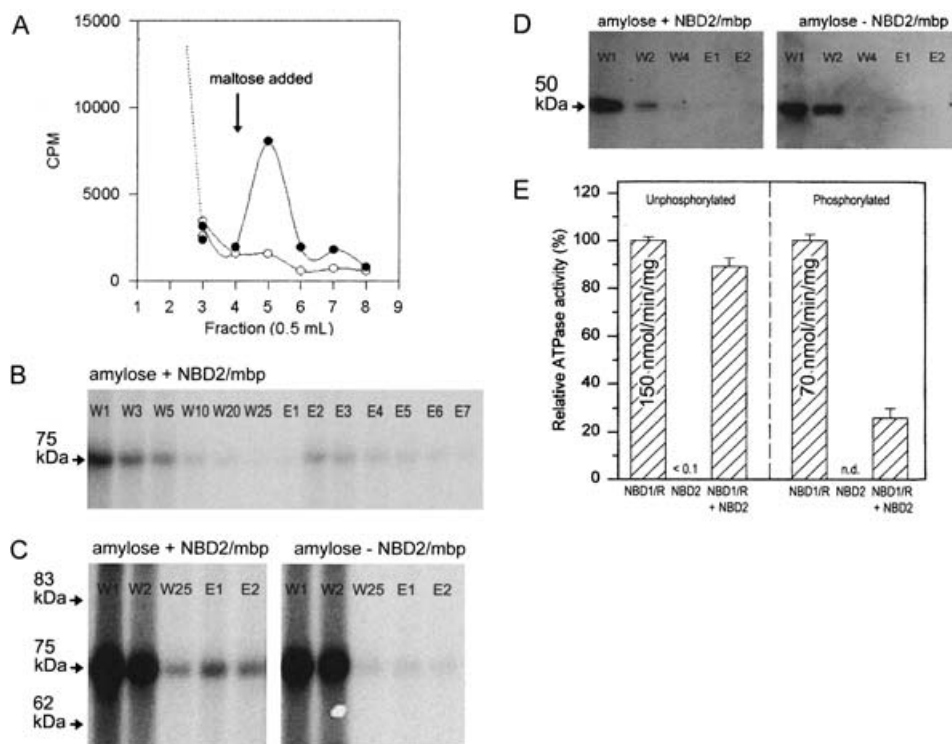 A
CPM
15000
10000
5000
0
maltose added
1 2 3 4 5 6 7 8 9
Fraction (0.5 mL)
B
amylose + NBD2/mbp
W1 W3 W5 W10 W20 W25 E1 E2 E3 E4 E5 E6 E7
75
kDa
C
amylose + NBD2/mbp
amylose - NBD2/mbp
W1 W2 W25 E1 E2
W1 W2 W25 E1 E2
83
kDa
75
kDa
62
kDa
D
amylose + NBD2/mbp
amylose - NBD2/mbp
W1 W2 W4 E1 E2
W1 W2 W4 E1 E2
50
kDa
E
Relative ATPase activity (%)
120
100
80
60
40
20
0
Unphosphorylated
Phosphorylated
150 nmol/min/mg
70 nmol/min/mg
< 0.1
n.d.
NBD1/R NBD2 NBD1/R
+ NBD2
NBD1/R NBD2 NBD1/R
+ NBD2